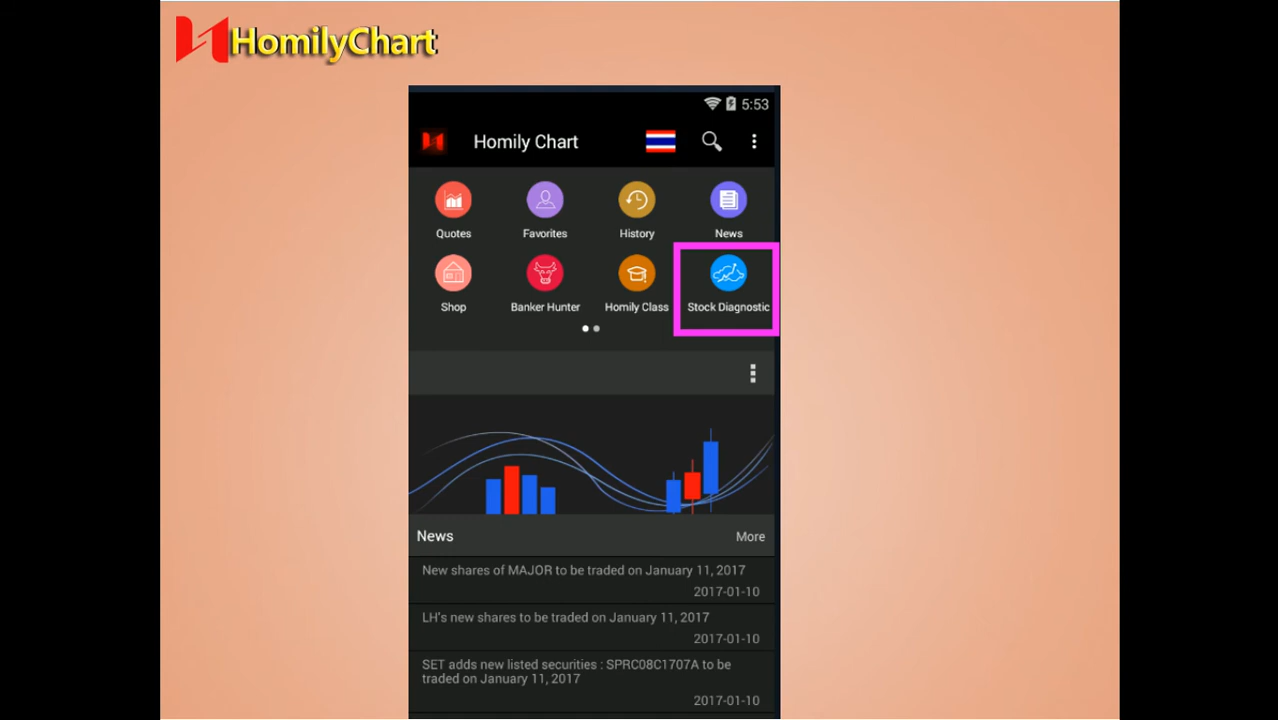 HomilyChart
5:53
Homily Chart
Quotes
Favorites
History
News
Shop
Banker Hunter
Homily Class
Stock Diagnostic
News
More
New shares of MAJOR to be traded on January 11, 2017
2017-01-10
LH's new shares to be traded on January 11, 2017
2017-01-10
SET adds new listed securities : SPRC08C1707A to be
traded on January 11, 2017
2017-01-10